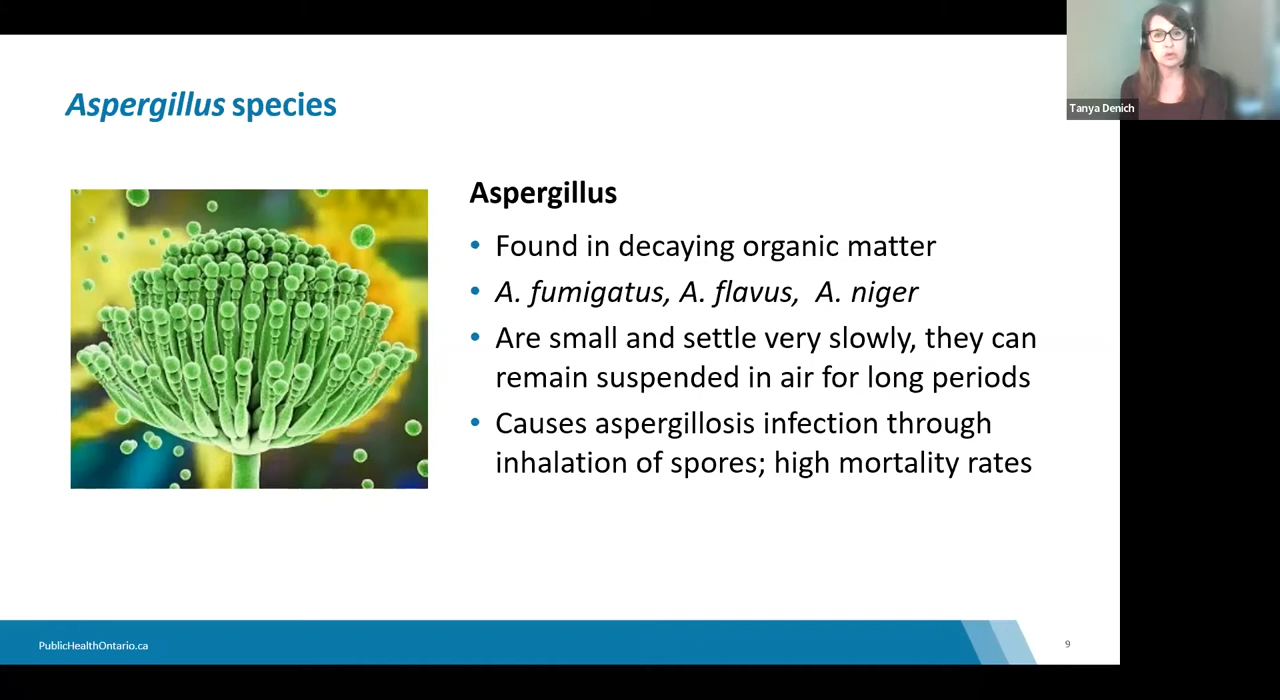 Tanya Denich
Aspergillus species
Aspergillus
• Found in decaying organic matter
• A. fumigatus, A. flavus, A. niger
• Are small and settle very slowly, they can
remain suspended in air for long periods
• Causes aspergillosis infection through
inhalation of spores; high mortality rates
PublicHealthOntario.ca
9